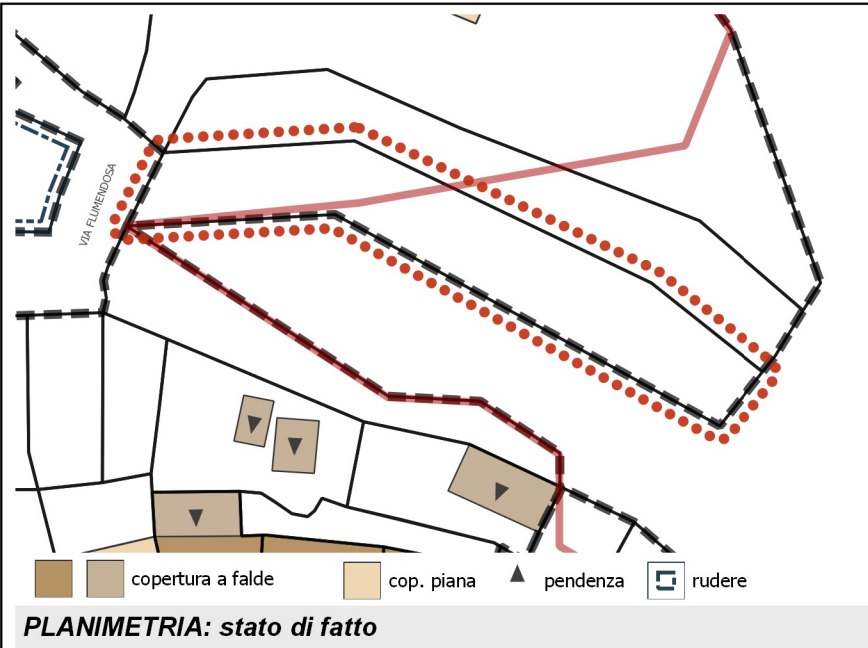 VIA FLUMENDOSA
copertura a falde
cop. piana
pendenza
rudere
PLANIMETRIA: stato di fatto